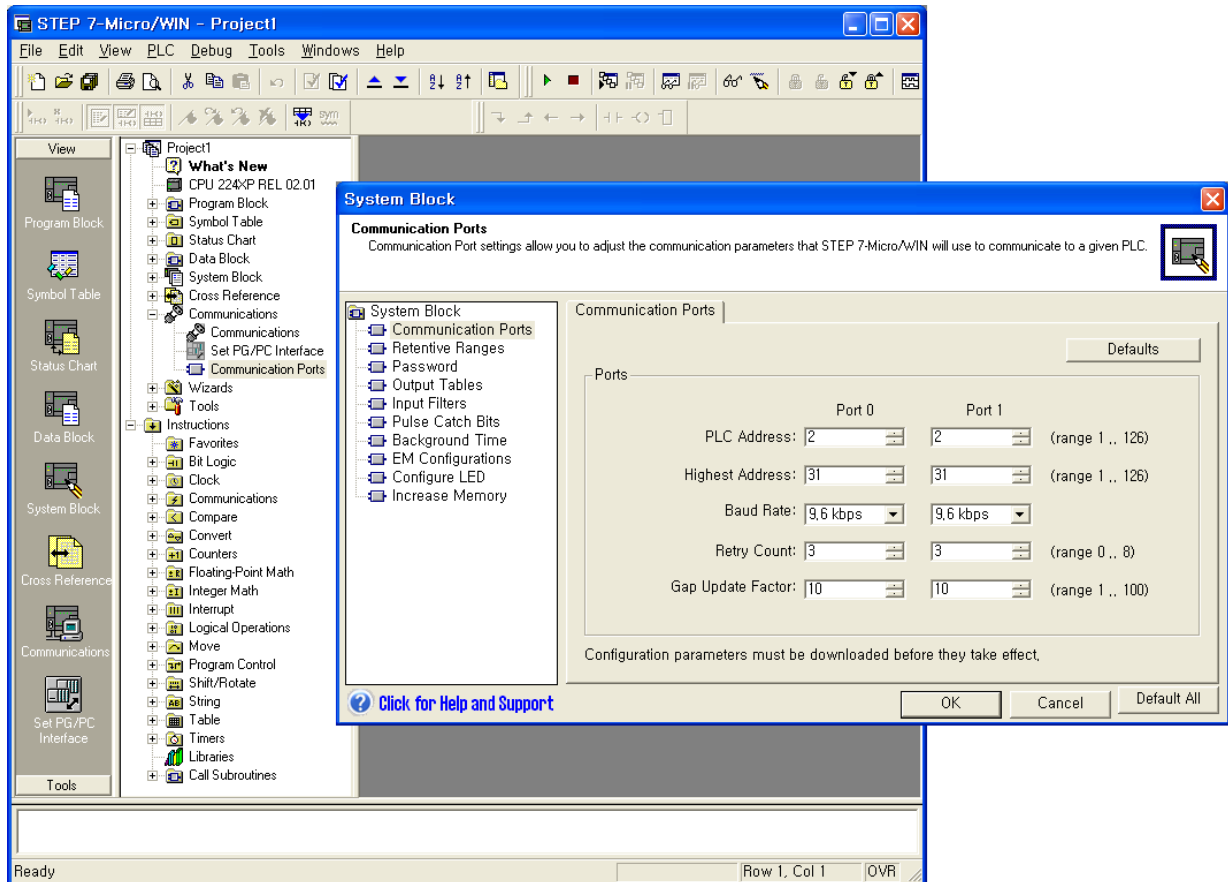 STEP 7-Micro/WIN - Project1
File Edit View PLC Debug Tools Windows Help
sym
View
Program Block
Symbol Table
Status Chart
Data Block
System Block
Cross Reference
Communications
Set PG/PC
Interface
Tools
Project1
What's New
CPU 224XP REL 02.01
Program Block
Symbol Table
Status Chart
Data Block
System Block
Cross Reference
Communications
Communications
Set PG/PC Interface
Communication Ports
Wizards
Tools
Instructions
Favorites
Bit Logic
Clock
Communications
Compare
Convert
Counters
Floating-Point Math
Integer Math
Interrupt
Logical Operations
Move
Program Control
Shift/Rotate
String
Table
Timers
Libraries
Call Subroutines
System Block
Communication Ports
Communication Port settings allow you to adjust the communication parameters that STEP 7-Micro/WIN will use to communicate to a given PLC.
System Block
Communication Ports
Retentive Ranges
Password
Output Tables
Input Filters
Pulse Catch Bits
Background Time
EM Configurations
Configure LED
Increase Memory
Communication Ports
Defaults
Ports
Port 0 Port 1
PLC Address: 2 2 (range 1 .. 126)
Highest Address: 31 31 (range 1 .. 126)
Baud Rate: 9.6 kbps 9.6 kbps
Retry Count: 3 3 (range 0 .. 8)
Gap Update Factor: 10 10 (range 1 .. 100)
Configuration parameters must be downloaded before they take effect.
Click for Help and Support
OK Cancel Default All
Ready Row 1, Col 1 OVR